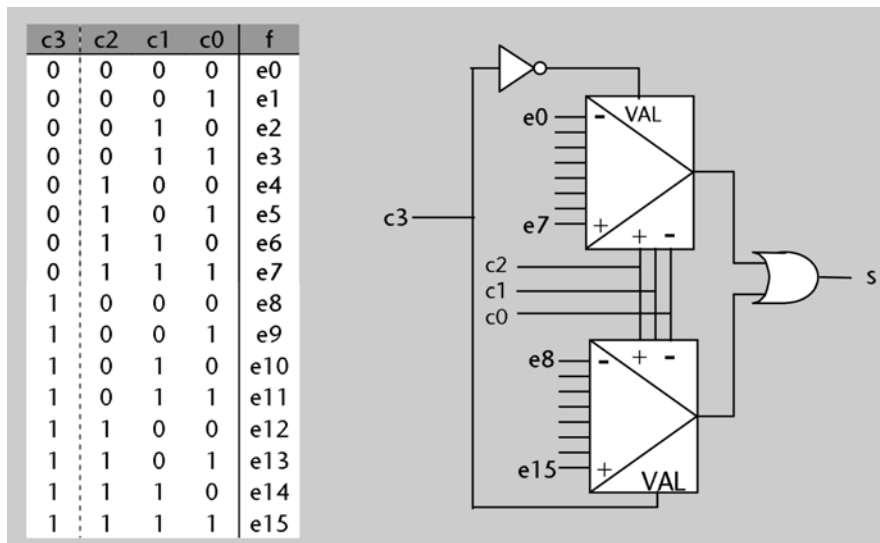 c3 c2 c1 c0 f
0 0 0 0 e0
0 0 0 1 e1
0 0 1 0 e2
0 0 1 1 e3
0 1 0 0 e4
0 1 0 1 e5
0 1 1 0 e6
0 1 1 1 e7
1 0 0 0 e8
1 0 0 1 e9
1 0 1 0 e10
1 0 1 1 e11
1 1 0 0 e12
1 1 0 1 e13
1 1 1 0 e14
1 1 1 1 e15
VAL
e0 -
c3
e7 +
+ -
c2
c1
c0
s
+ -
e8 -
e15 +
VAL